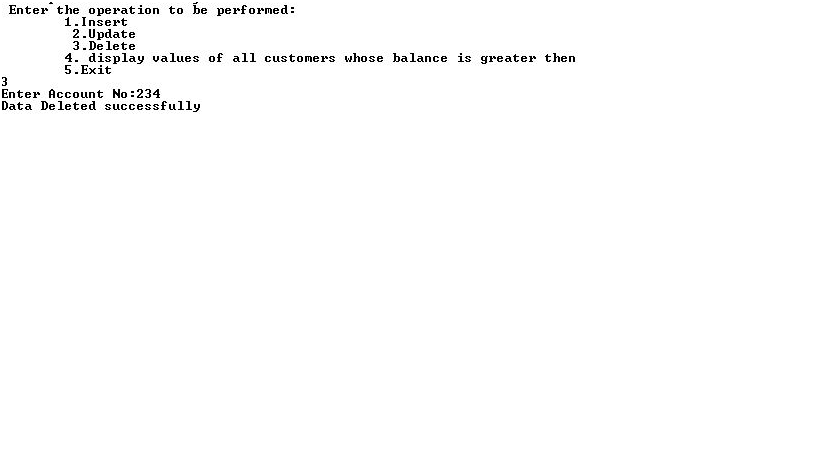 Enter the operation to be performed:
1.Insert
2.Update
3.Delete
4. display values of all customers whose balance is greater then
5.Exit
3
Enter Account No:234
Data Deleted successfully